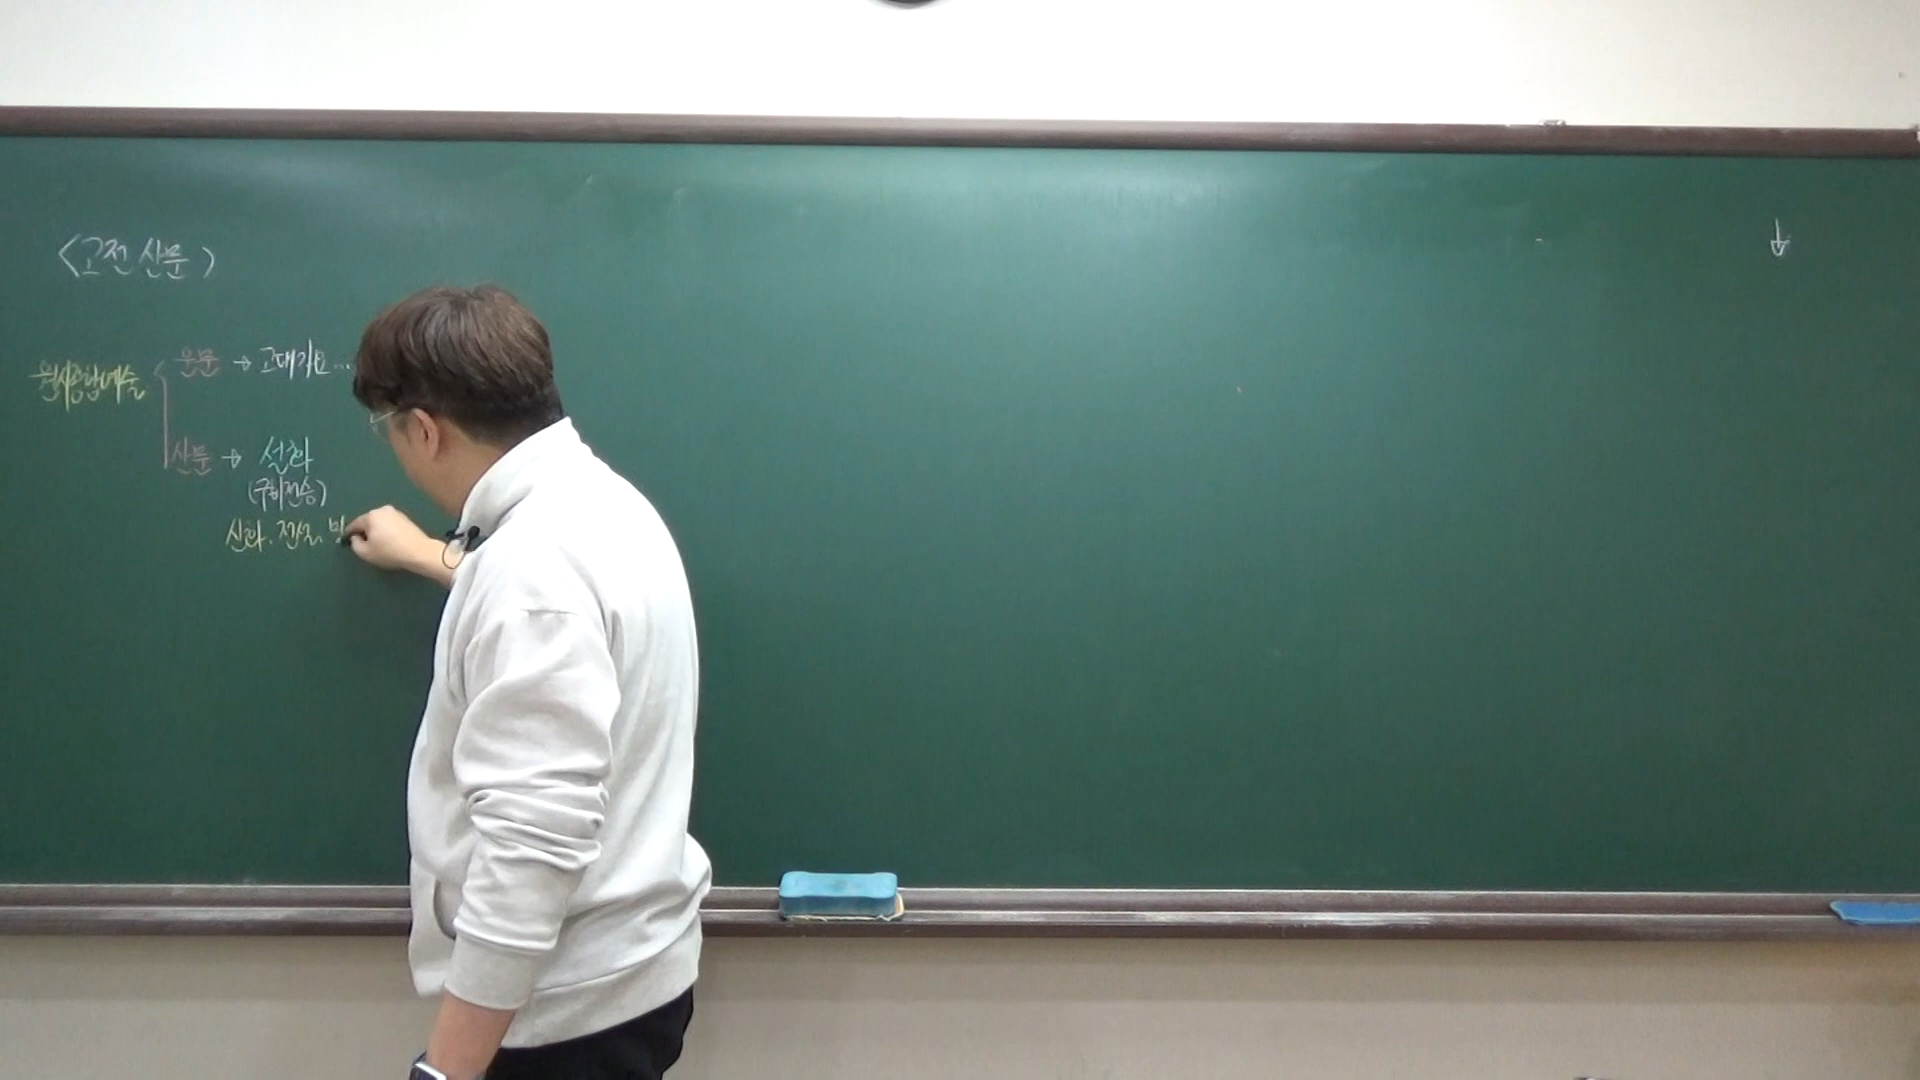 <고전 산문>
원시종합예술
운문 → 고대가요...
산문 → 설화
(구비전승)
신화, 전설, 민